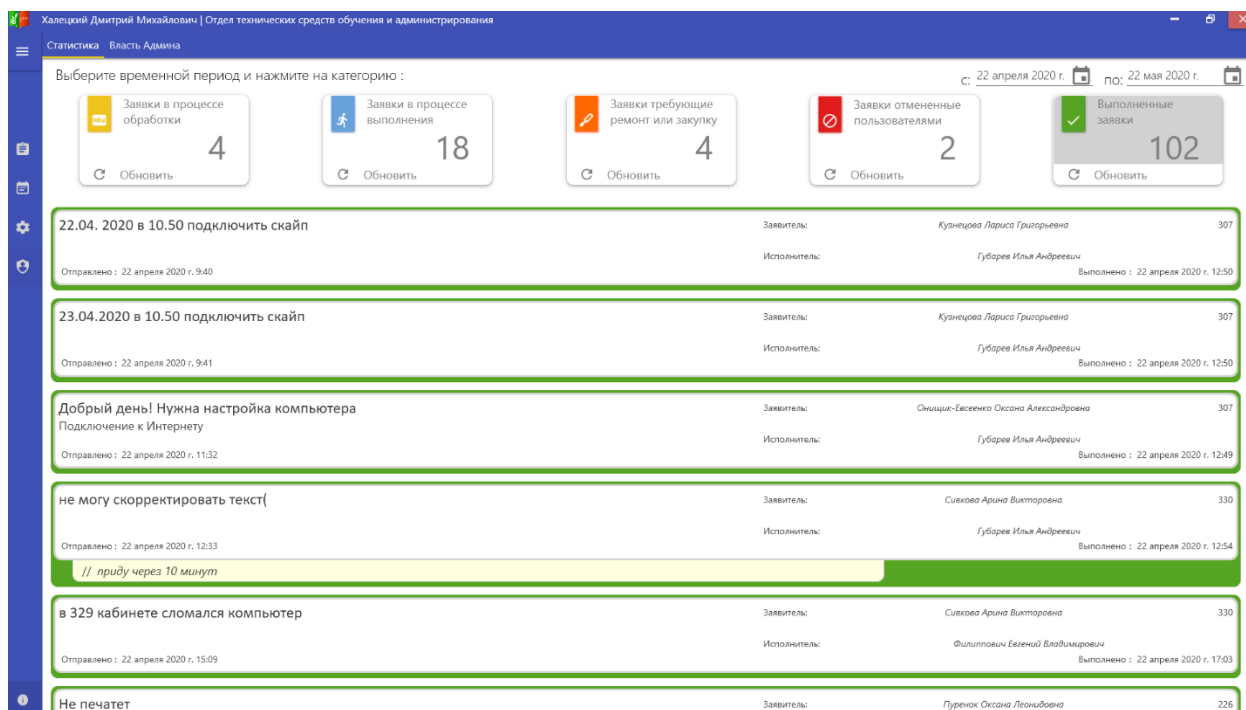 Халецкий Дмитрий Михайлович | Отдел технических средств обучения и администрирования
Статистика Власть Админа
Выберите временной период и нажмите на категорию :
с: 22 апреля 2020 г. по: 22 мая 2020 г.
Заявки в процессе обработки
4
Обновить
Заявки в процессе выполнения
18
Обновить
Заявки требующие ремонт или закупку
4
Обновить
Заявки отмененные пользователями
2
Обновить
Выполненные заявки
102
Обновить
22.04. 2020 в 10.50 подключить скайп Заявитель: Кузнецова Лариса Григорьевна 307
Исполнитель: Губарев Илья Андреевич
Отправлено : 22 апреля 2020 г. 9:40 Выполнено : 22 апреля 2020 г. 12:50
23.04.2020 в 10.50 подключить скайп Заявитель: Кузнецова Лариса Григорьевна 307
Исполнитель: Губарев Илья Андреевич
Отправлено : 22 апреля 2020 г. 9:41 Выполнено : 22 апреля 2020 г. 12:50
Добрый день! Нужна настройка компьютера Заявитель: Онищик-Евсеенко Оксана Александровна 307
Подключение к Интернету
Исполнитель: Губарев Илья Андреевич
Отправлено : 22 апреля 2020 г. 11:32 Выполнено : 22 апреля 2020 г. 12:49
не могу скорректировать текст( Заявитель: Сивкова Арина Викторовна 330
Исполнитель: Губарев Илья Андреевич
Отправлено : 22 апреля 2020 г. 12:33 Выполнено : 22 апреля 2020 г. 12:54
// приду через 10 минут
в 329 кабинете сломался компьютер Заявитель: Сивкова Арина Викторовна 330
Исполнитель: Филиппович Евгений Владимирович
Отправлено : 22 апреля 2020 г. 15:09 Выполнено : 22 апреля 2020 г. 17:03
Не печатет Заявитель: Пуренок Оксана Леонидовна 226